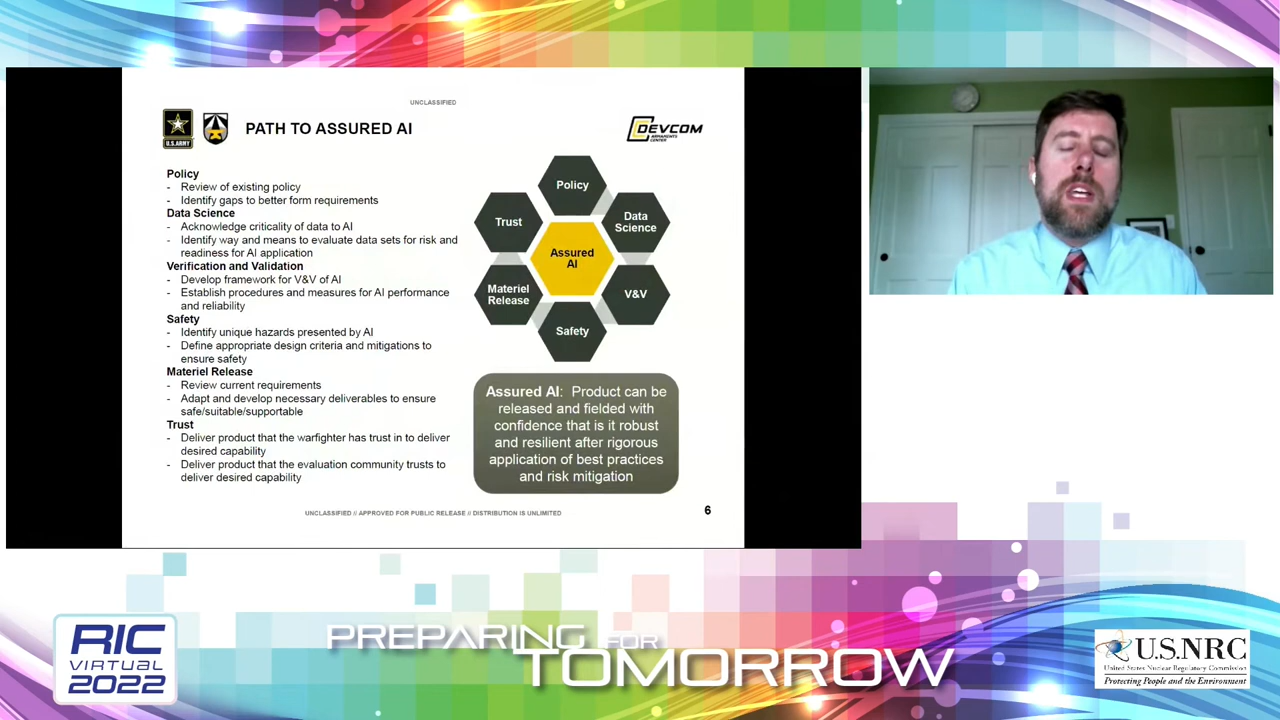 UNCLASSIFIED
U.S. ARMY
PATH TO ASSURED AI
DEVCOM
ARMAMENTS
CENTER
Policy
- Review of existing policy
- Identify gaps to better form requirements
Data Science
- Acknowledge criticality of data to AI
- Identify way and means to evaluate data sets for risk and
readiness for AI application
Verification and Validation
- Develop framework for V&V of AI
- Establish procedures and measures for AI performance
and reliability
Safety
- Identify unique hazards presented by AI
- Define appropriate design criteria and mitigations to
ensure safety
Materiel Release
- Review current requirements
- Adapt and develop necessary deliverables to ensure
safe/suitable/supportable
Trust
- Deliver product that the warfighter has trust in to deliver
desired capability
- Deliver product that the evaluation community trusts to
deliver desired capability
Policy
Trust
Data
Science
Assured
AI
Materiel
Release
V&V
Safety
Assured AI: Product can be
released and fielded with
confidence that is it robust
and resilient after rigorous
application of best practices
and risk mitigation
UNCLASSIFIED // APPROVED FOR PUBLIC RELEASE // DISTRIBUTION IS UNLIMITED
6
RIC
VIRTUAL
2022
PREPARING FOR
TOMORROW
U.S.NRC
United States Nuclear Regulatory Commission
Protecting People and the Environment